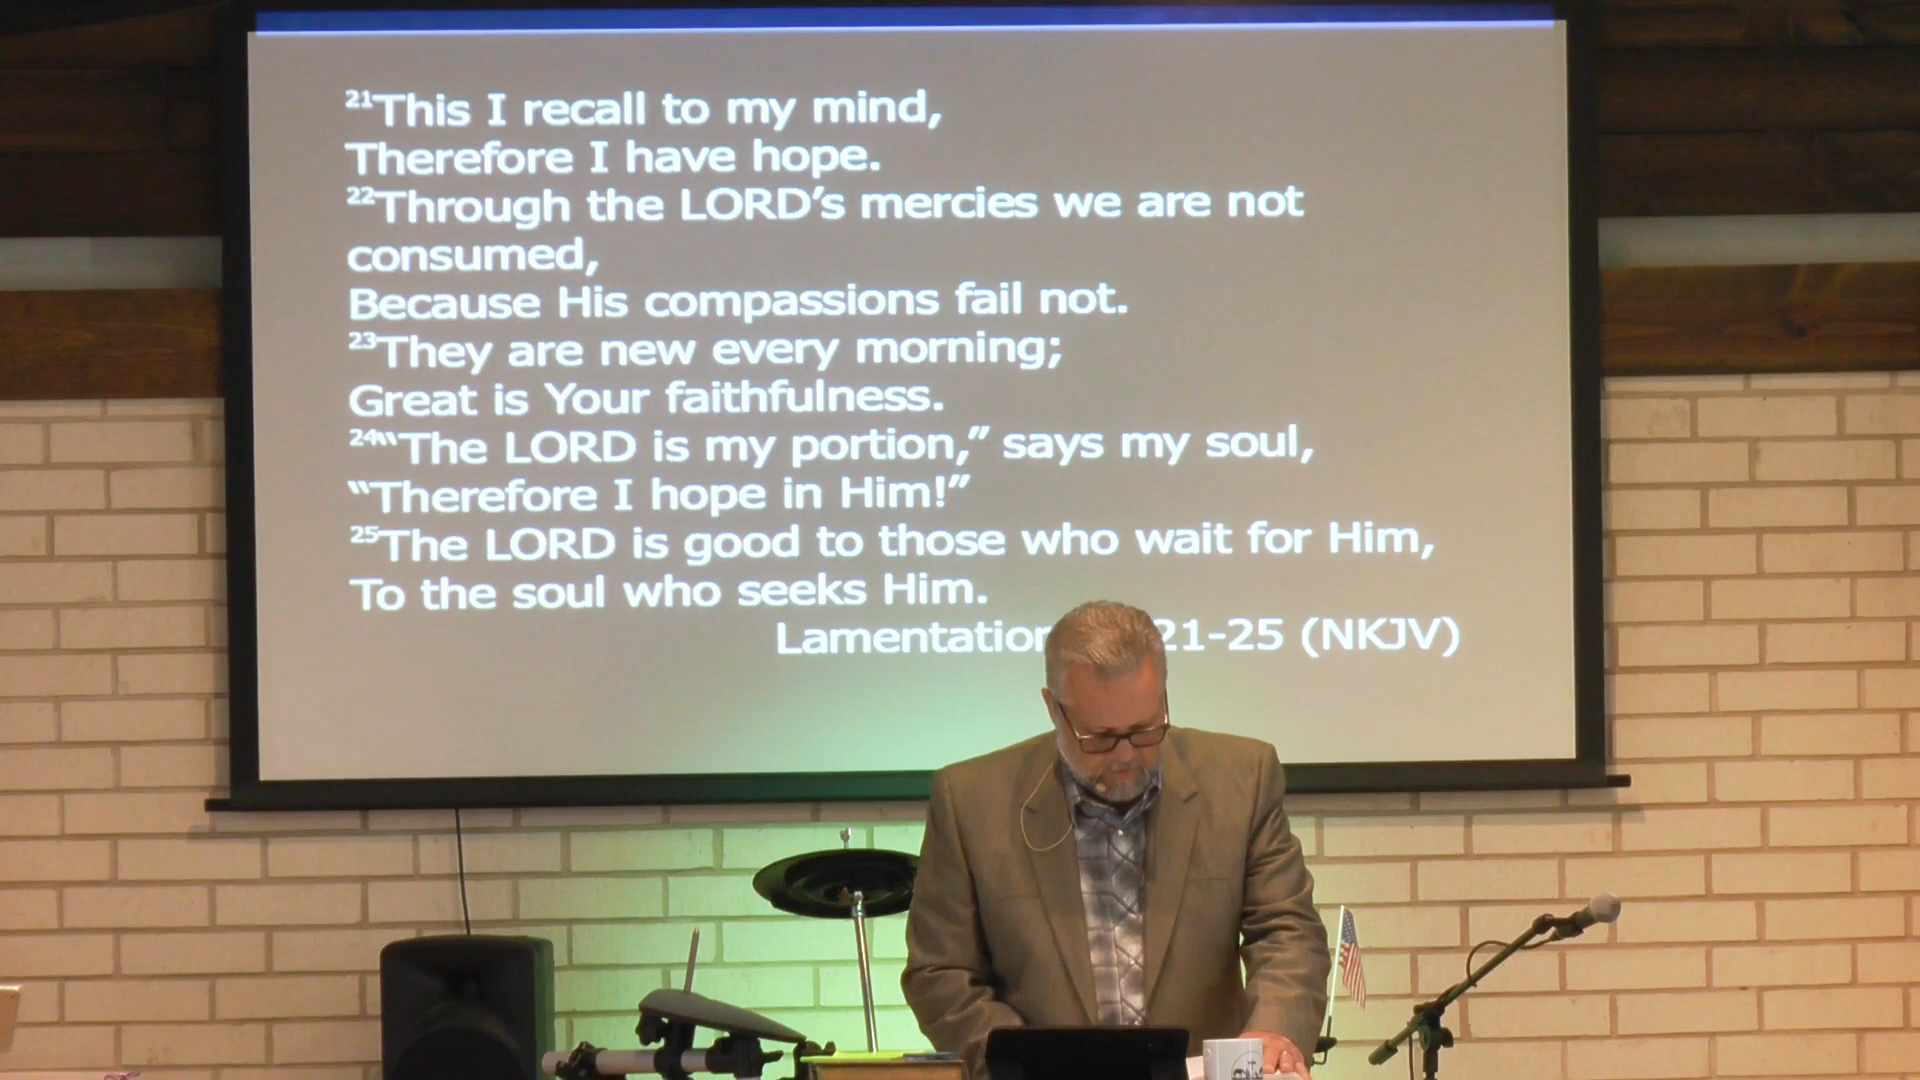 21This I recall to my mind,
Therefore I have hope.
22Through the LORD’s mercies we are not
consumed,
Because His compassions fail not.
23They are new every morning;
Great is Your faithfulness.
24“The LORD is my portion,” says my soul,
“Therefore I hope in Him!”
25The LORD is good to those who wait for Him,
To the soul who seeks Him.
21-25 (NKJV)